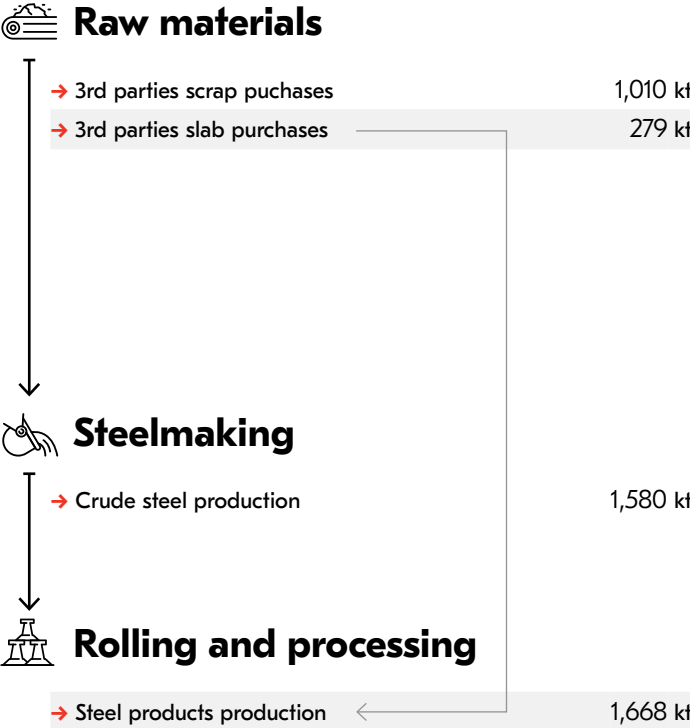 Raw materials
→ 3rd parties scrap puchases 1,010 kt
→ 3rd parties slab purchases 279 kt
Steelmaking
→ Crude steel production 1,580 kt
Rolling and processing
→ Steel products production 1,668 kt